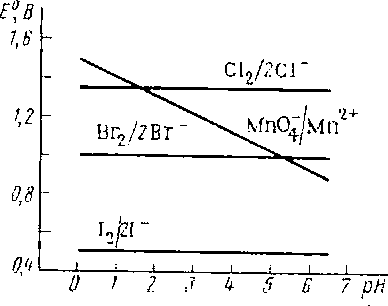 E⁰, В
1,6
Cl₂/2Cl⁻
1,2
Br₂/2Br⁻
MnO₄⁻/Mn²⁺
0,8
I₂/2I⁻
0,4
0 1 2 3 4 5 6 7 pH